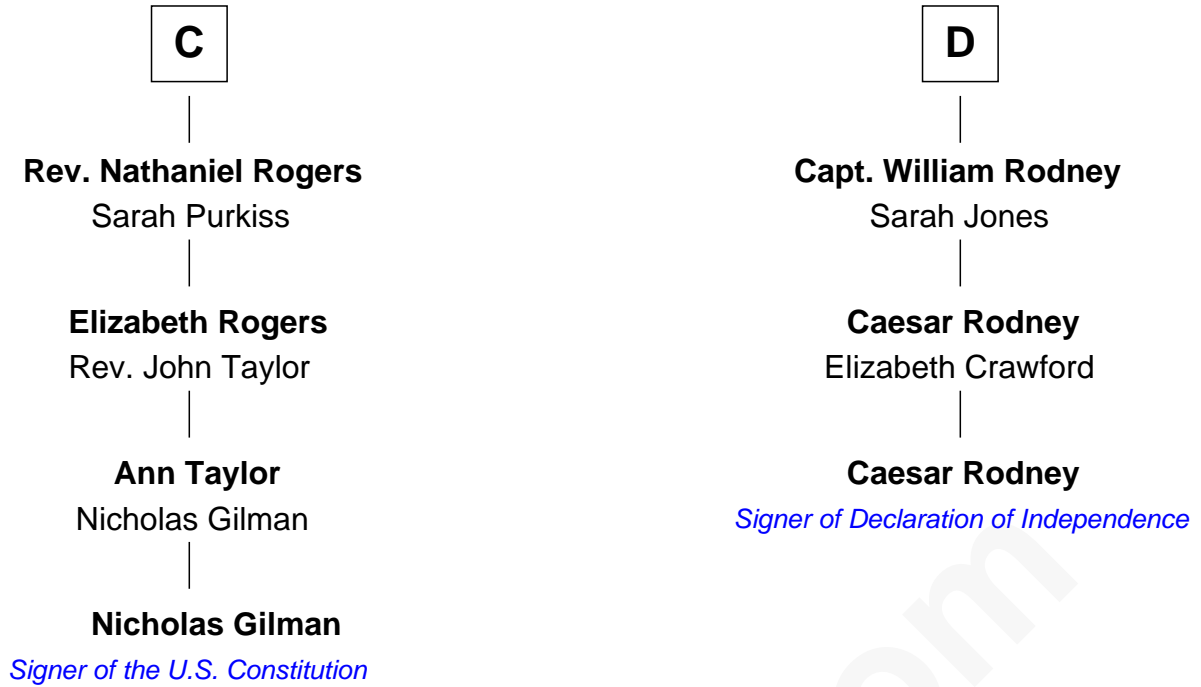 C
Rev. Nathaniel Rogers
Sarah Purkiss
Elizabeth Rogers
Rev. John Taylor
Ann Taylor
Nicholas Gilman
Nicholas Gilman
Signer of the U.S. Constitution
D
Capt. William Rodney
Sarah Jones
Caesar Rodney
Elizabeth Crawford
Caesar Rodney
Signer of Declaration of Independence